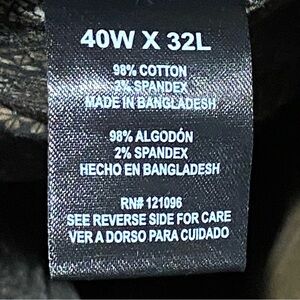 40W X 32L
98% COTTON
2% SPANDEX
MADE IN BANGLADESH
98% ALGODÓN
2% SPANDEX
HECHO EN BANGLADESH
RN# 121096
SEE REVERSE SIDE FOR CARE
VER A DORSO PARA CUIDADO